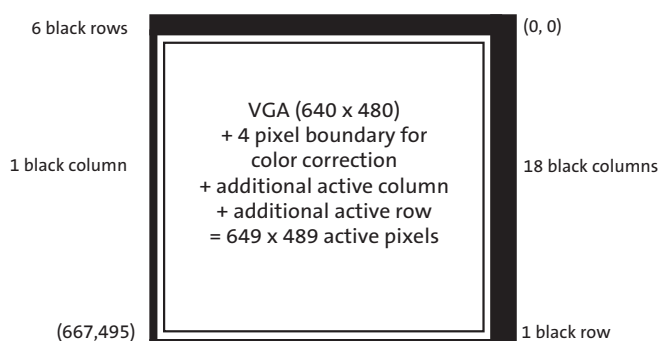 6 black rows
(0, 0)
VGA (640 x 480)
+ 4 pixel boundary for
color correction
+ additional active column
+ additional active row
= 649 x 489 active pixels
1 black column
18 black columns
(667,495)
1 black row